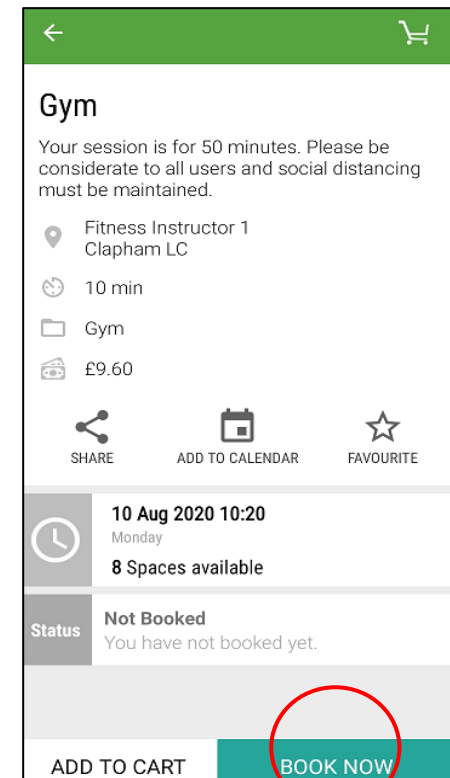 Gym
Your session is for 50 minutes. Please be
considerate to all users and social distancing
must be maintained.
Fitness Instructor 1
Clapham LC
10 min
Gym
£9.60
SHARE ADD TO CALENDAR FAVOURITE
10 Aug 2020 10:20
Monday
8 Spaces available
Status
Not Booked
You have not booked yet.
ADD TO CART BOOK NOW